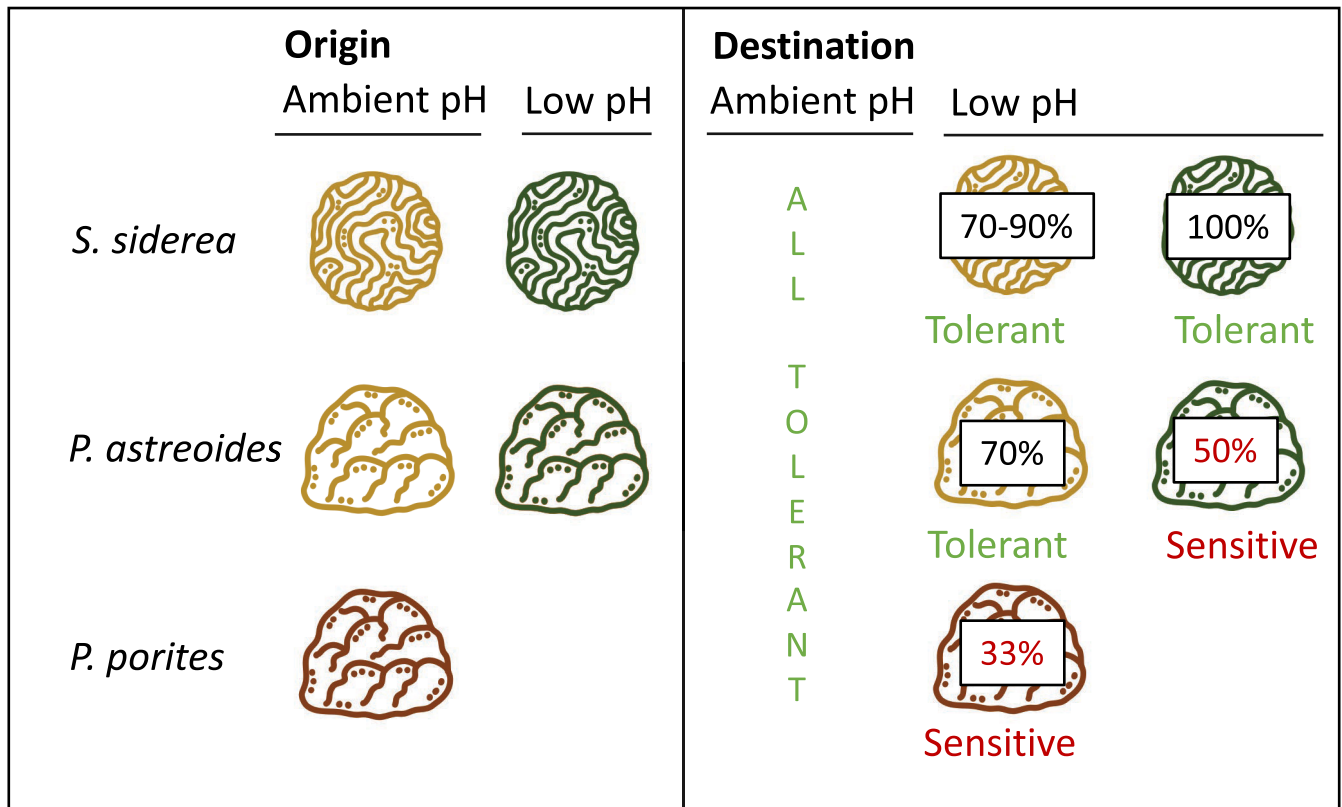 Origin
Ambient pH
Low pH
Destination
Ambient pH
Low pH
S. siderea
70-90%
100%
Tolerant
Tolerant
P. astreoides
70%
50%
Tolerant
Sensitive
P. porites
33%
Sensitive
A
L
L
T
O
L
E
R
A
N
T